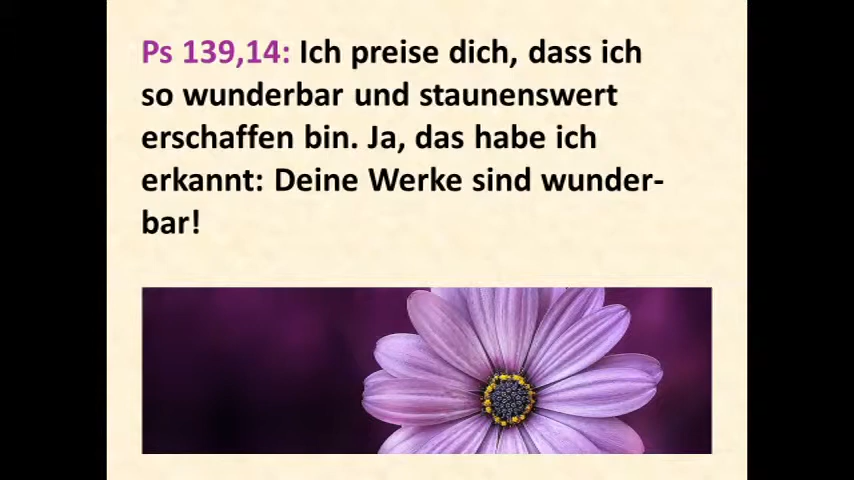 Ps 139,14: Ich preise dich, dass ich
so wunderbar und staunenswert
erschaffen bin. Ja, das habe ich
erkannt: Deine Werke sind wunder-
bar!